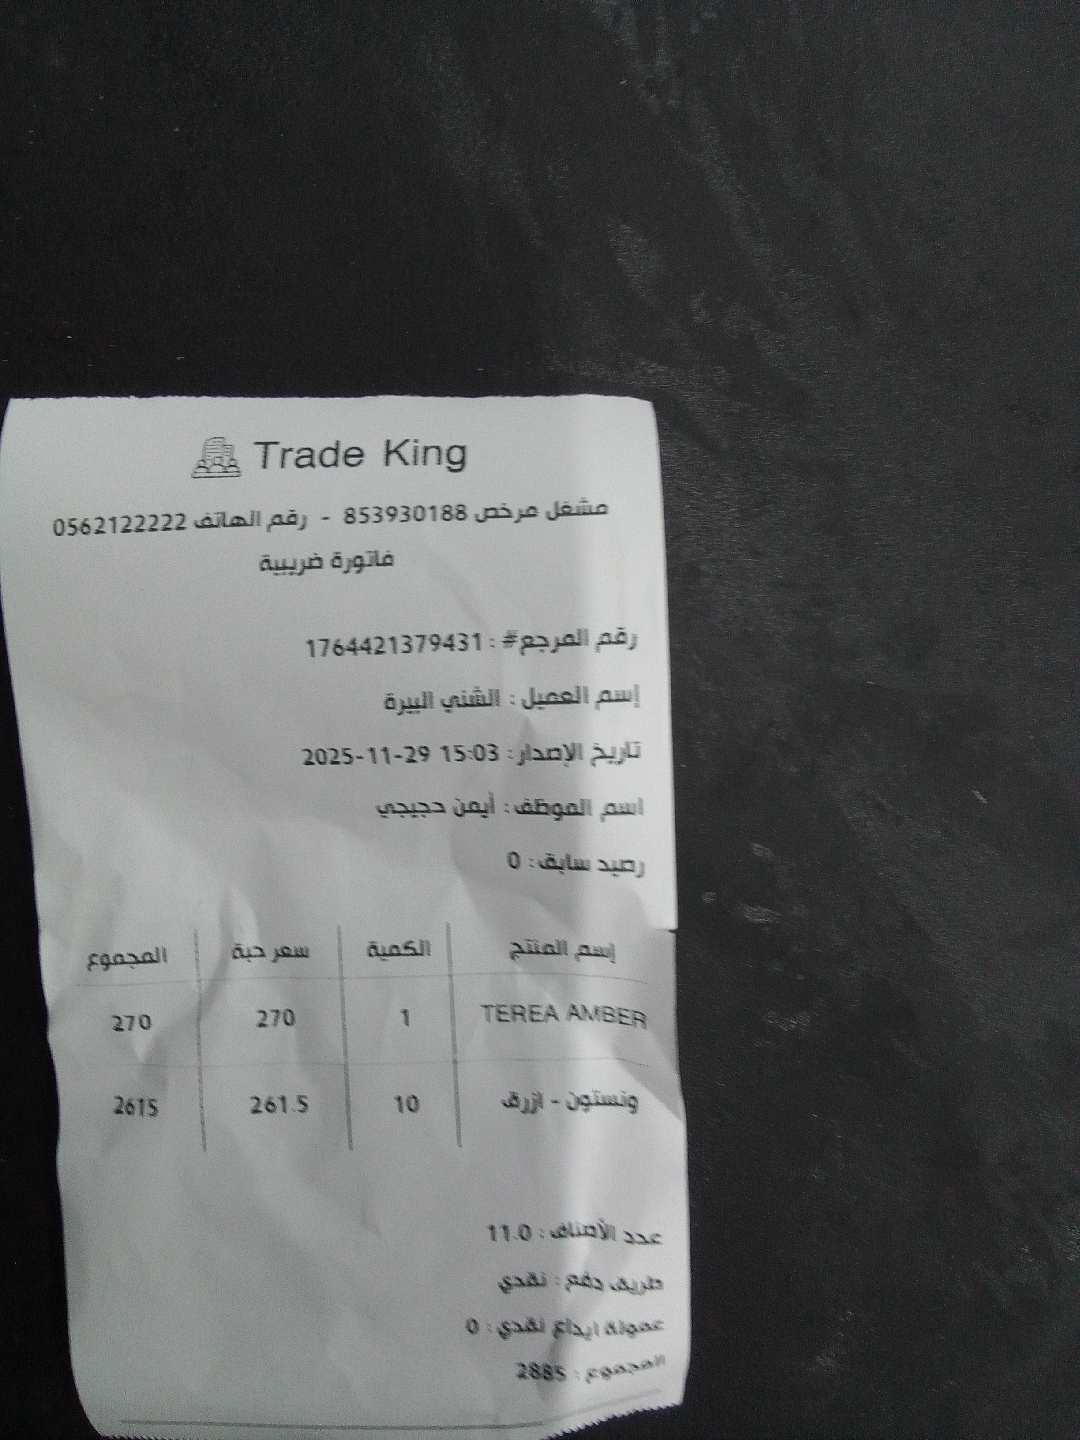 Trade King
مشغل مرخص 853930188 - رقم الهاتف 0562122222
فاتورة ضريبية
رقم المرجع# : 1764421379431
إسم العميل : الشني البيرة
تاريخ الإصدار : 2025-11-29 15:03
اسم الموظف : أيمن حجيجي
رصيد سابق : 0
إسم المنتج الكمية سعر حبة المجموع
TEREA AMBER 1 270 270
ونستون - ازرق 10 261.5 2615
عدد الأصناف : 11.0
طريق دفع : نقدي
عمولة ايداع نقدي : 0
المجموع : 2885